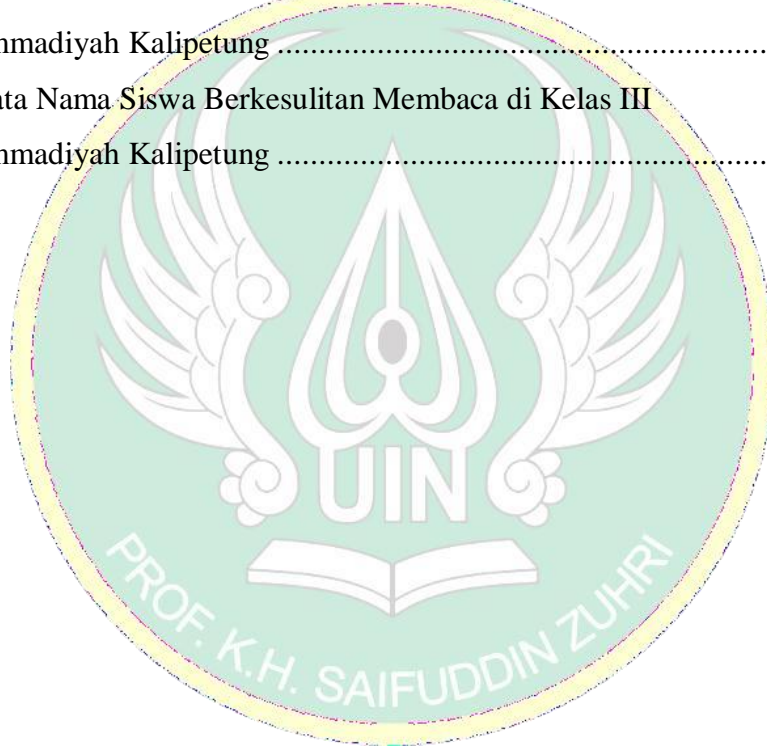 hmadiyah Kalipetung ........................................................................
ata Nama Siswa Berkesulitan Membaca di Kelas III
hmadiyah Kalipetung ........................................................................
UIN
PROF. K.H. SAIFUDDIN ZUHRI